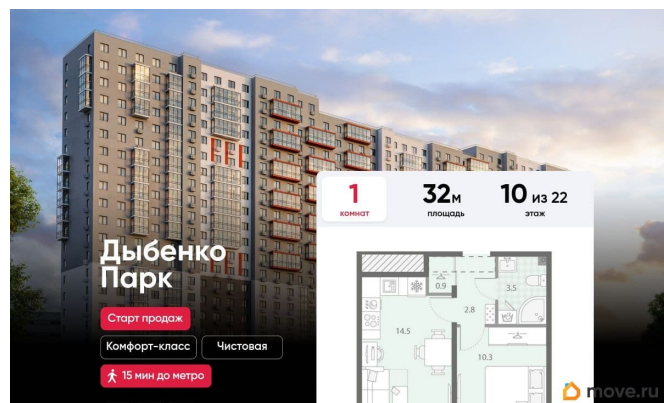 1
комнат
32м
площадь
10 из 22
этаж
Дыбенко
Парк
Старт продаж
Комфорт-класс
Чистовая
15 мин до метро
0.9
3.5
2.8
14.5
10.3
move.ru